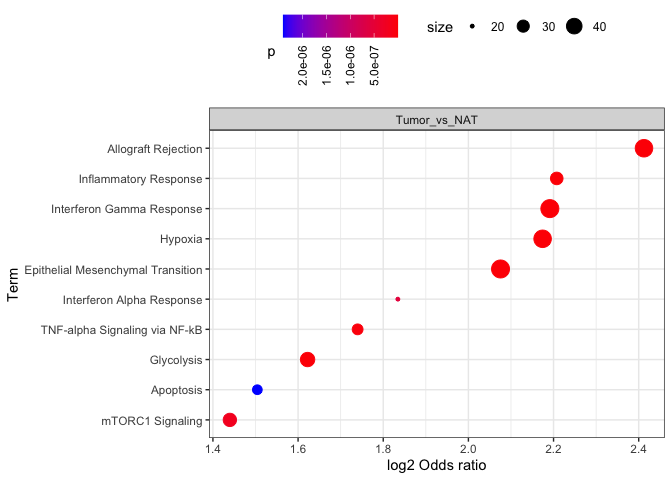 p
2.0e-06
1.5e-06
1.0e-06
5.0e-07
size
20
30
40
Tumor_vs_NAT
Term
Allograft Rejection
Inflammatory Response
Interferon Gamma Response
Hypoxia
Epithelial Mesenchymal Transition
Interferon Alpha Response
TNF-alpha Signaling via NF-kB
Glycolysis
Apoptosis
mTORC1 Signaling
1.4 1.6 1.8 2.0 2.2 2.4
log2 Odds ratio